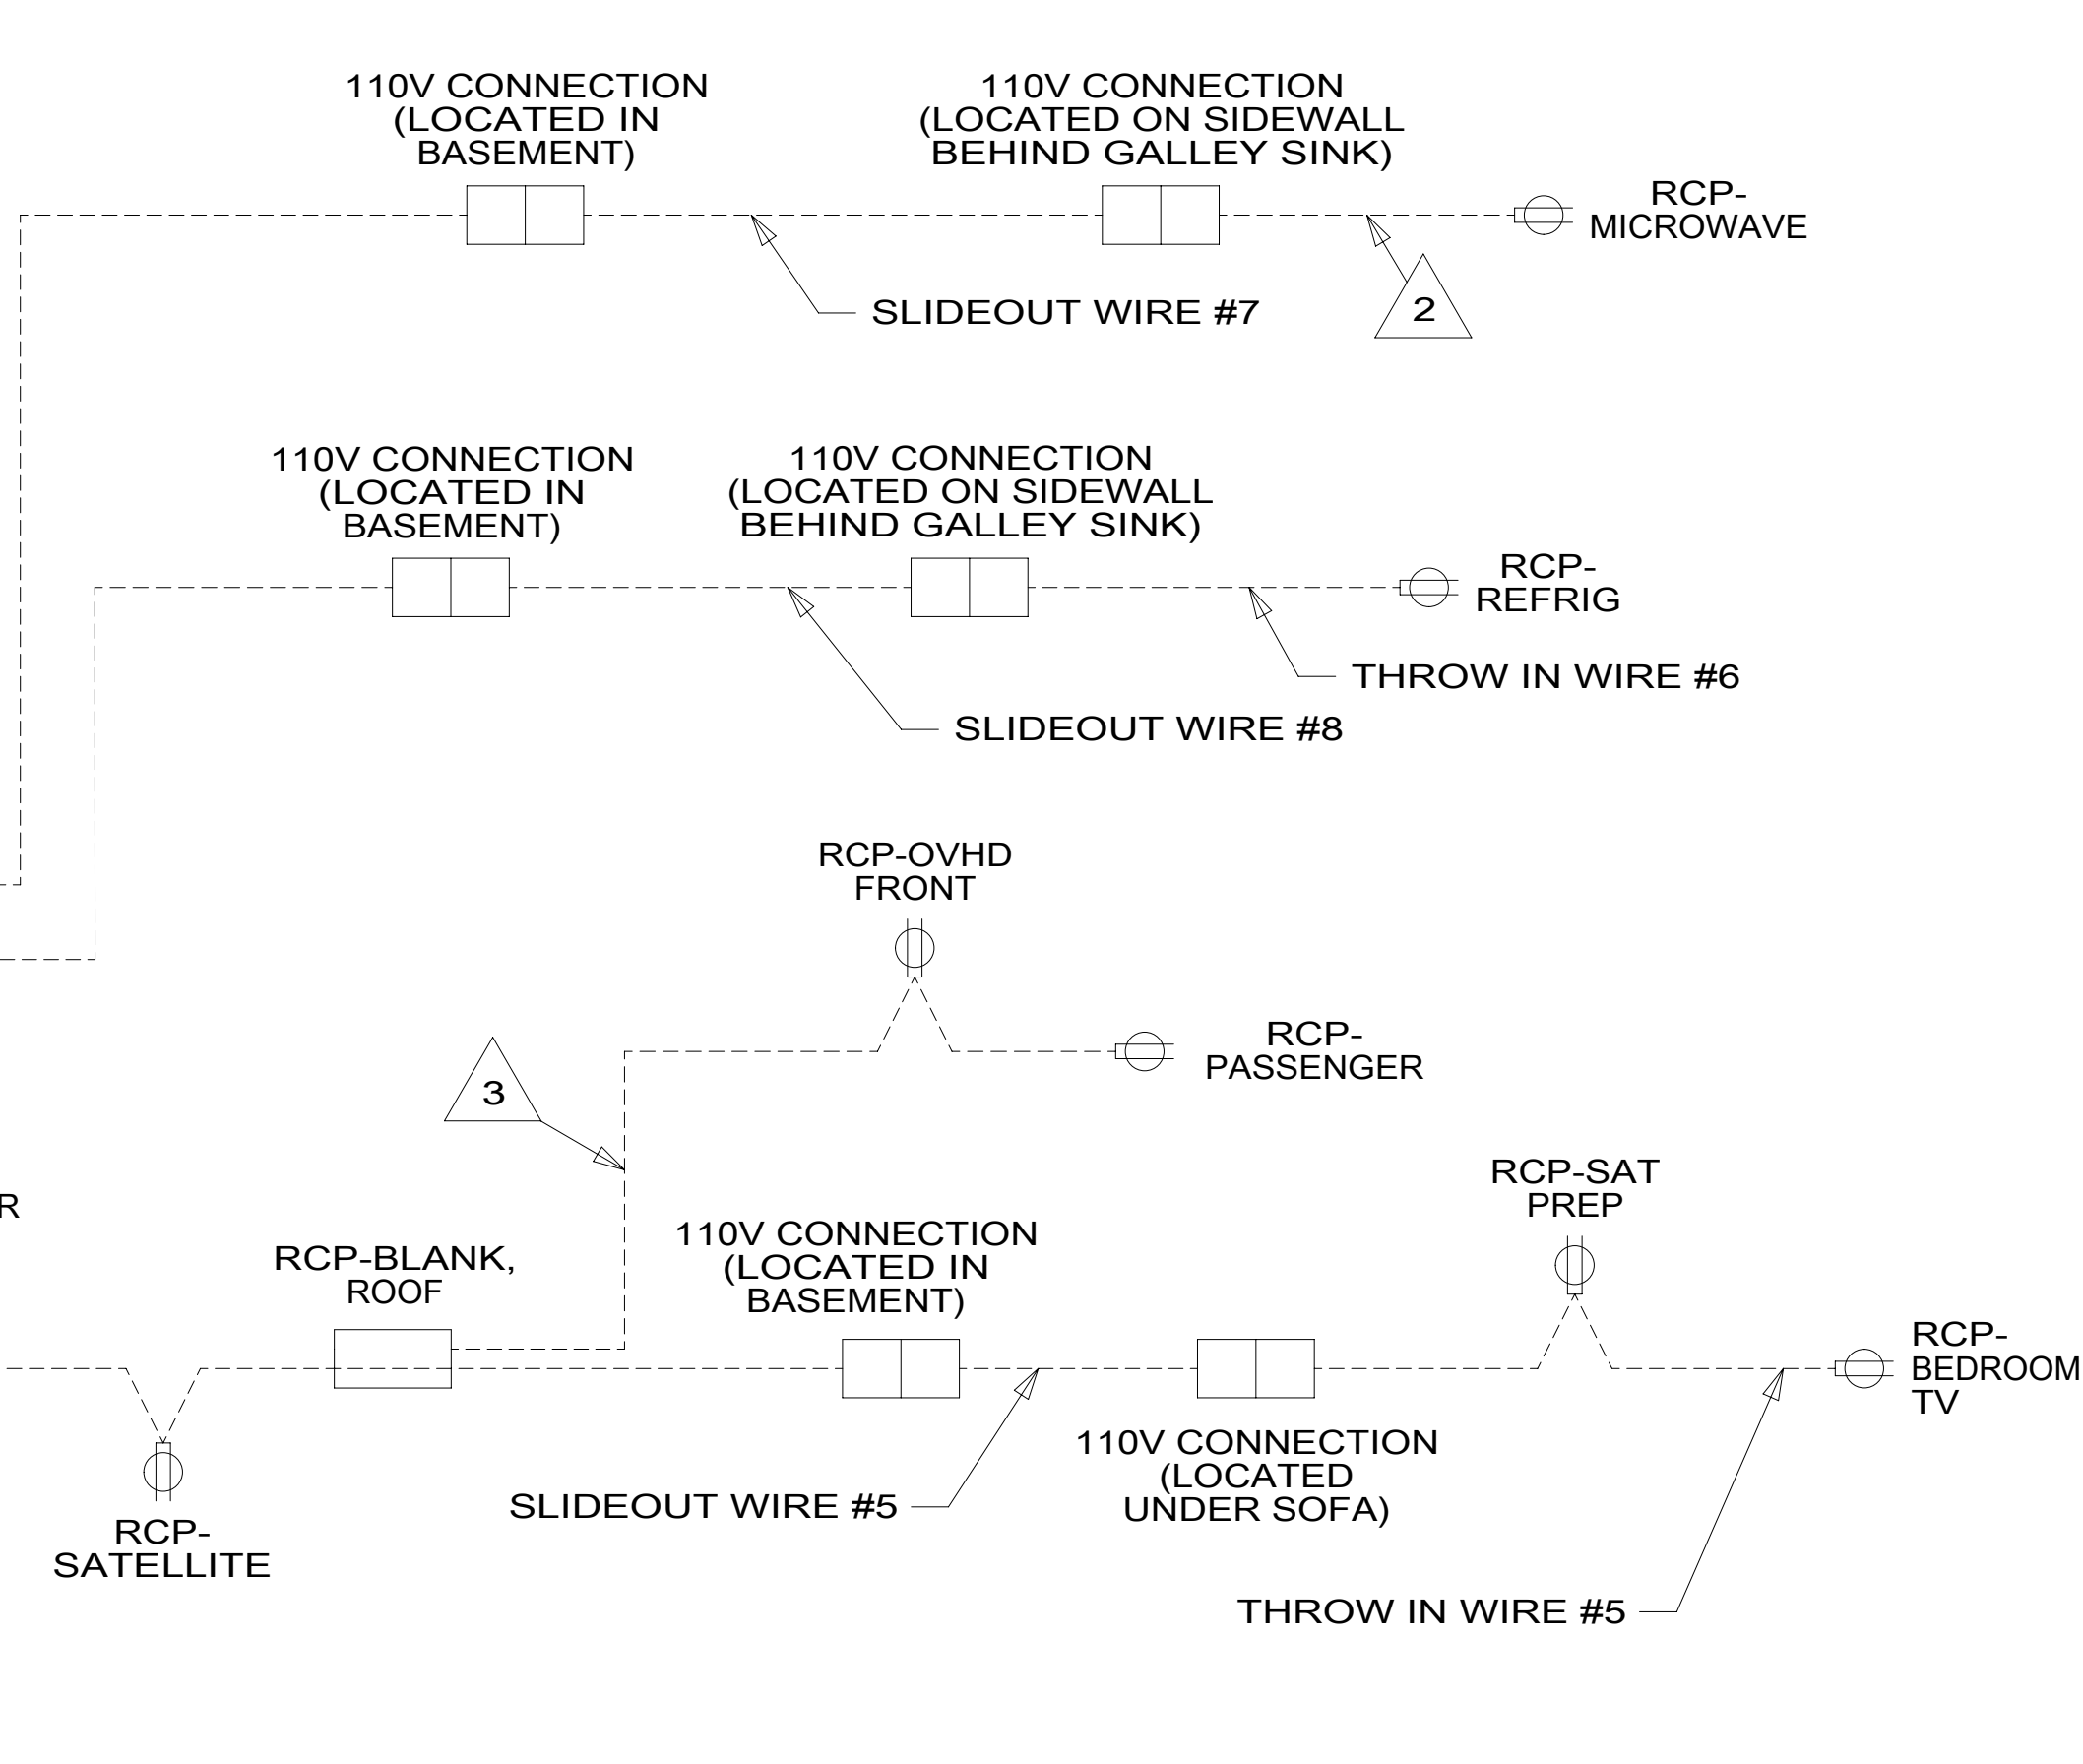 110V CONNECTION
(LOCATED IN
BASEMENT)
110V CONNECTION
(LOCATED ON SIDEWALL
BEHIND GALLEY SINK)
RCP-
MICROWAVE
SLIDEOUT WIRE #7
2
110V CONNECTION
(LOCATED IN
BASEMENT)
110V CONNECTION
(LOCATED ON SIDEWALL
BEHIND GALLEY SINK)
RCP-
REFRIG
THROW IN WIRE #6
SLIDEOUT WIRE #8
RCP-OVHD
FRONT
RCP-
PASSENGER
3
R
RCP-BLANK,
ROOF
110V CONNECTION
(LOCATED IN
BASEMENT)
RCP-SAT
PREP
RCP-
BEDROOM
TV
110V CONNECTION
(LOCATED
UNDER SOFA)
SLIDEOUT WIRE #5
RCP-
SATELLITE
THROW IN WIRE #5